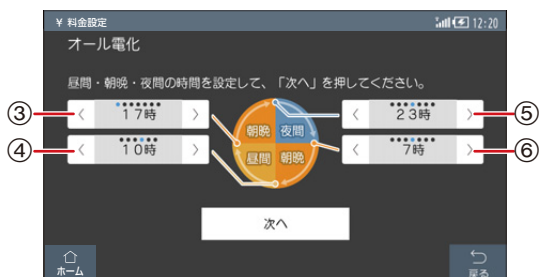 ¥ 料金設定 12:20
オール電化
昼間・朝晩・夜間の時間を設定して、「次へ」を押してください。
③ < 17時 > 朝晩 夜間 < 23時 > ⑤
④ < 10時 > 昼間 朝晩 < 7時 > ⑥
次へ
ホーム 戻る